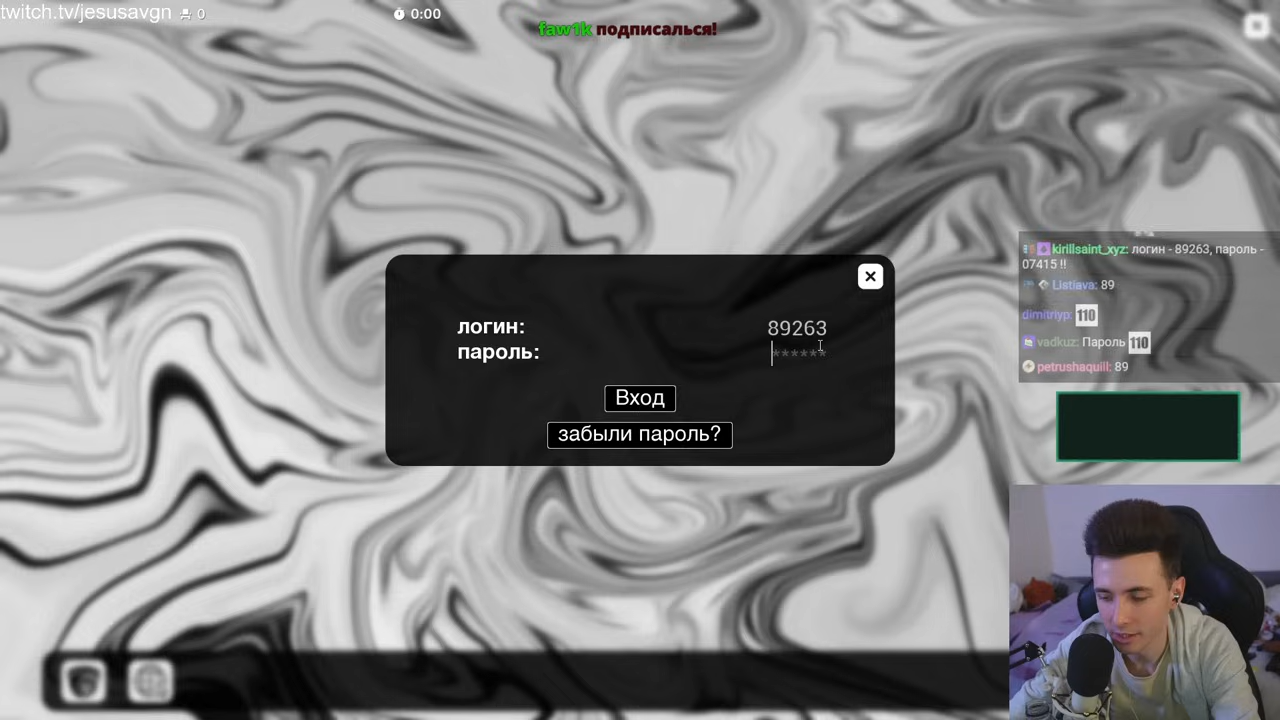 twitch.tv/jesusavgn 0
0:00
faw1k подписалься!
логин: 89263
пароль: ******
Вход
забыли пароль?
kirillsaint_xyz: логин - 89263, пароль -
07415 !!
Listiava: 89
dimitriyp: 110
vadkuz: Пароль 110
petrushaquill: 89